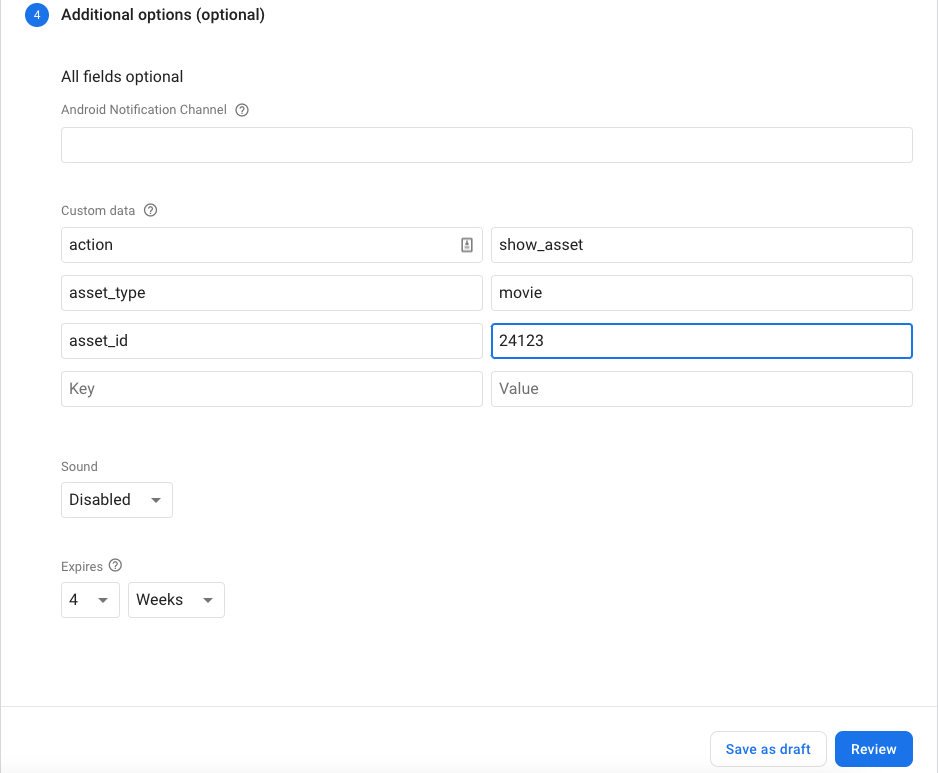 4 Additional options (optional)
All fields optional
Android Notification Channel ?
Custom data ?
action show_asset
asset_type movie
asset_id 24123
Key Value
Sound
Disabled
Expires ?
4 Weeks
Save as draft Review